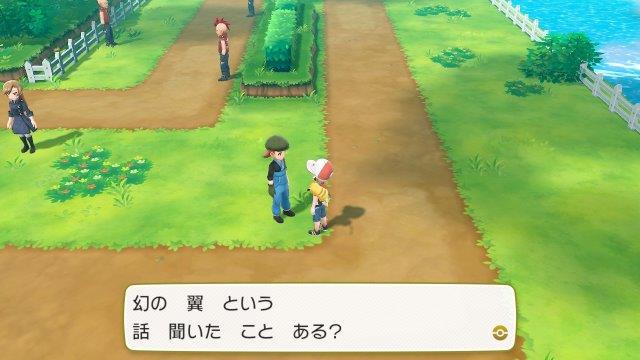 幻の 翼 という
話 聞いた こと ある?